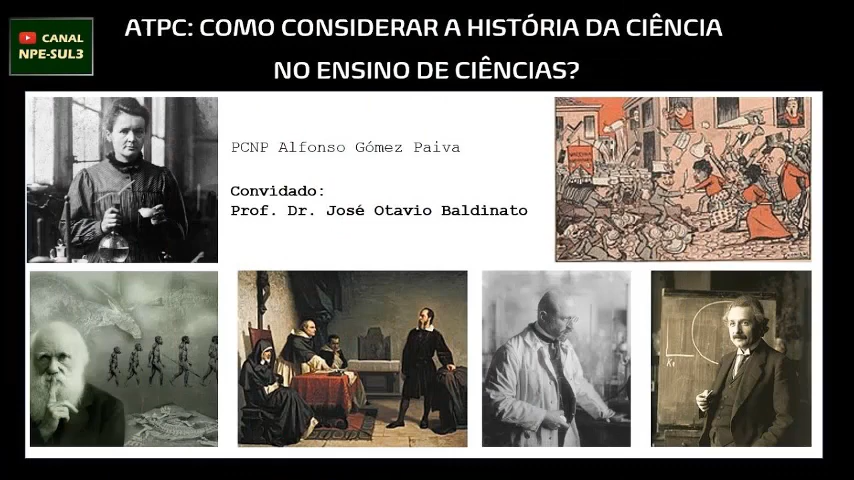 CANAL
NPE-SUL3
ATPC: COMO CONSIDERAR A HISTÓRIA DA CIÊNCIA
NO ENSINO DE CIÊNCIAS?
PCNP Alfonso Gómez Paiva
Convidado:
Prof. Dr. José Otavio Baldinato